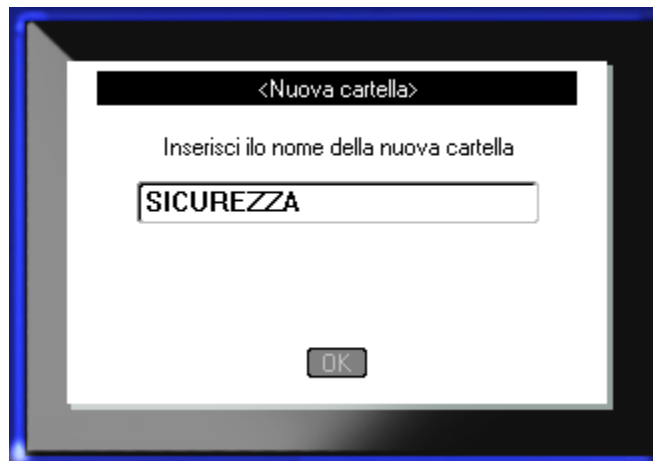 <Nuova cartella>
Inserisci ilo nome della nuova cartella
SICUREZZA
OK